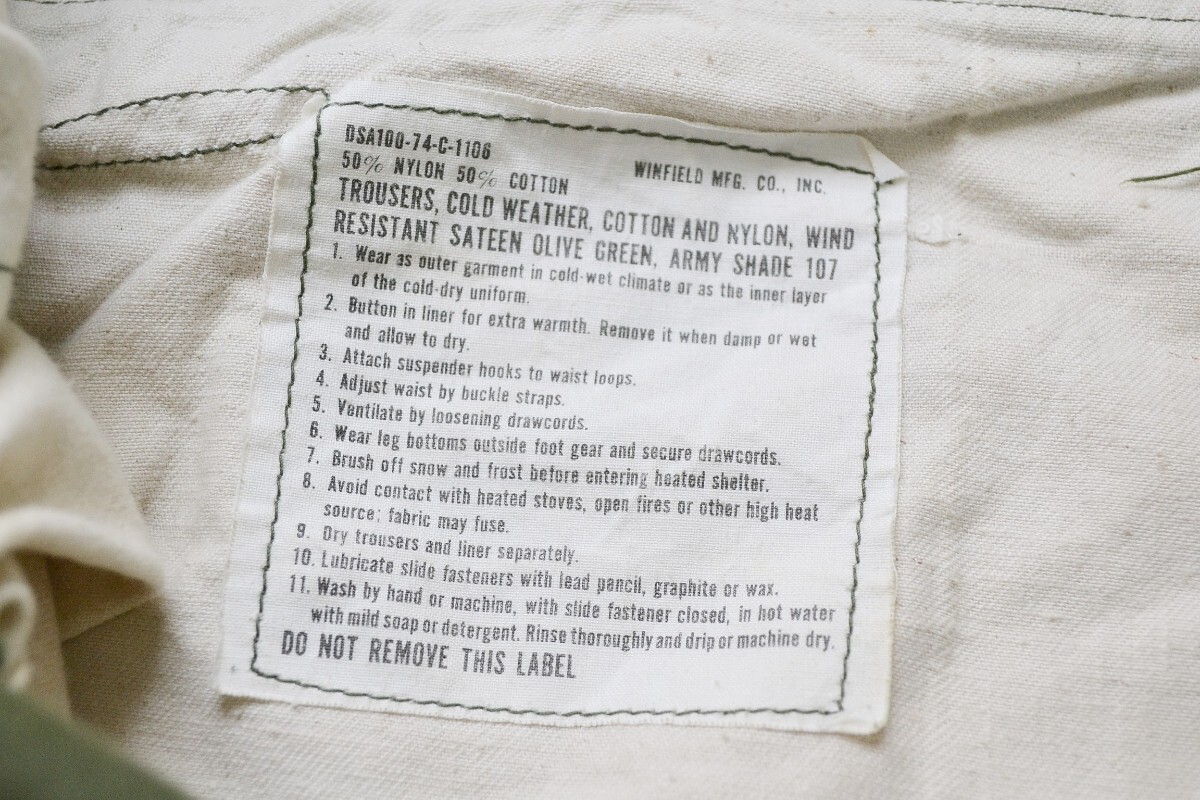 DSA100-74-C-1106
50% NYLON 50% COTTON WINFIELD MFG. CO., INC.
TROUSERS, COLD WEATHER, COTTON AND NYLON, WIND
RESISTANT SATEEN OLIVE GREEN, ARMY SHADE 107
1. Wear as outer garment in cold-wet climate or as the inner layer
of the cold-dry uniform.
2. Button in liner for extra warmth. Remove it when damp or wet
and allow to dry.
3. Attach suspender hooks to waist loops.
4. Adjust waist by buckle straps.
5. Ventilate by loosening drawcords.
6. Wear leg bottoms outside foot gear and secure drawcords.
7. Brush off snow and frost before entering heated shelter.
8. Avoid contact with heated stoves, open fires or other high heat
source; fabric may fuse.
9. Dry trousers and liner separately.
10. Lubricate slide fasteners with lead pencil, graphite or wax.
11. Wash by hand or machine, with slide fastener closed, in hot water
with mild soap or detergent. Rinse thoroughly and drip or machine dry.
DO NOT REMOVE THIS LABEL